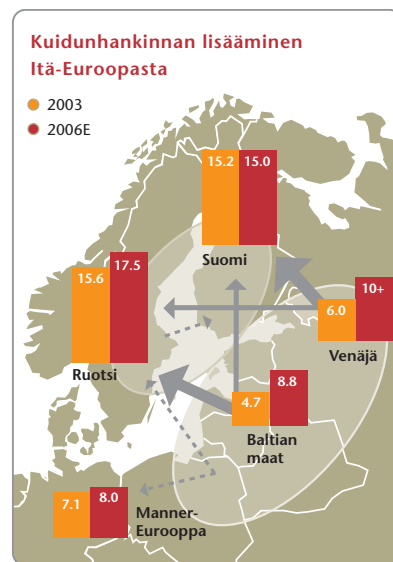 Kuidunhankinnan lisääminen
Itä-Euroopasta
2003
2006E
15.2 15.0
Suomi
15.6 17.5
Ruotsi
6.0 10+
Venäjä
4.7 8.8
Baltian
maat
7.1 8.0
Manner-
Eurooppa